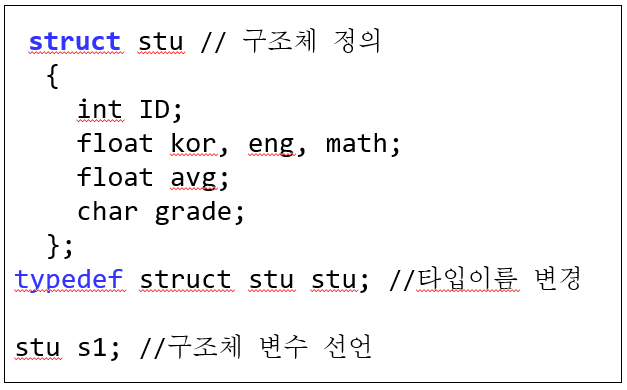 struct stu // 구조체 정의
{
int ID;
float kor, eng, math;
float avg;
char grade;
};
typedef struct stu stu; //타입이름 변경
stu s1; //구조체 변수 선언